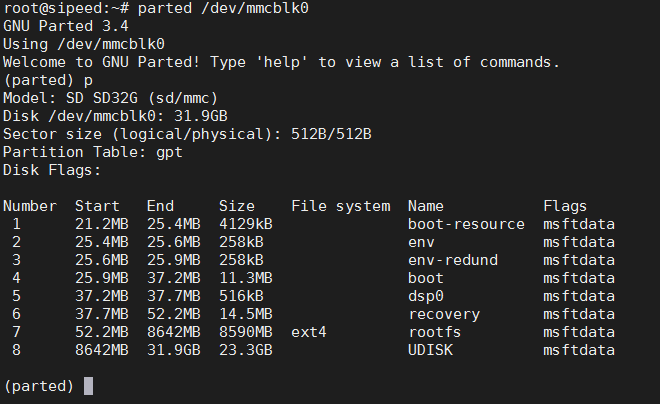 root@sipeed:~# parted /dev/mmcblk0
GNU Parted 3.4
Using /dev/mmcblk0
Welcome to GNU Parted! Type 'help' to view a list of commands.
(parted) p
Model: SD SD32G (sd/mmc)
Disk /dev/mmcblk0: 31.9GB
Sector size (logical/physical): 512B/512B
Partition Table: gpt
Disk Flags:

Number  Start   End     Size    File system  Name           Flags
 1      21.2MB  25.4MB  4129kB               boot-resource  msftdata
 2      25.4MB  25.6MB  258kB                env            msftdata
 3      25.6MB  25.9MB  258kB                env-redund     msftdata
 4      25.9MB  37.2MB  11.3MB               boot           msftdata
 5      37.2MB  37.7MB  516kB                dsp0           msftdata
 6      37.7MB  52.2MB  14.5MB               recovery       msftdata
 7      52.2MB  8642MB  8590MB  ext4         rootfs         msftdata
 8      8642MB  31.9GB  23.3GB               UDISK          msftdata

(parted)